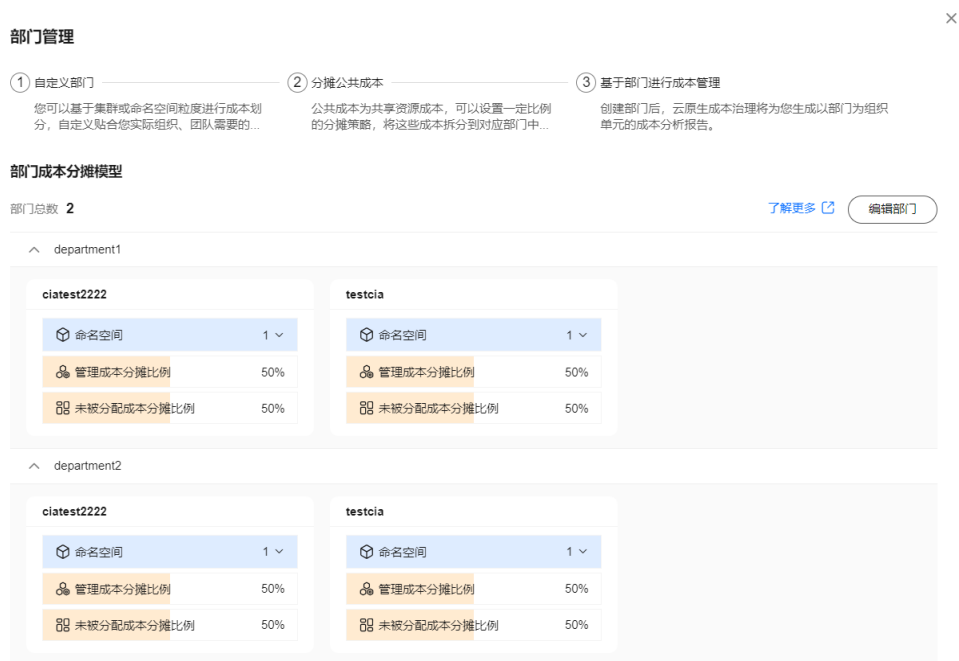 部门管理
1 自定义部门 2 分摊公共成本 3 基于部门进行成本管理
您可以基于集群或命名空间粒度进行成本划 公共成本为共享资源成本，可以设置一定比例 创建部门后，云原生成本治理将为您生成以部门为组织
分，自定义贴合您实际组织、团队需要的... 的分摊策略，将这些成本拆分到对应部门中... 单元的成本分析报告。
部门成本分摊模型
部门总数 2 了解更多 编辑部门
department1
ciatest2222 testcia
命名空间 1 命名空间 1
管理成本分摊比例 50% 管理成本分摊比例 50%
未被分配成本分摊比例 50% 未被分配成本分摊比例 50%
department2
ciatest2222 testcia
命名空间 1 命名空间 1
管理成本分摊比例 50% 管理成本分摊比例 50%
未被分配成本分摊比例 50% 未被分配成本分摊比例 50%